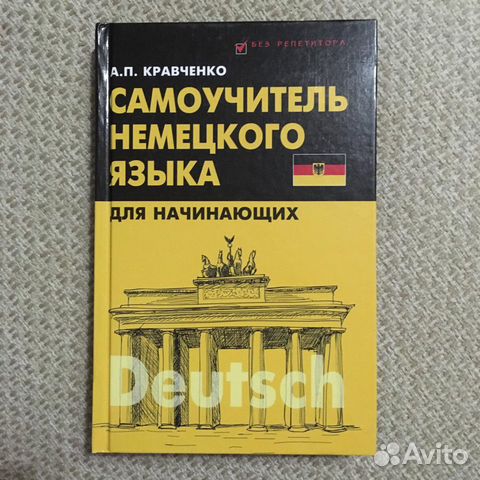 БЕЗ РЕПЕТИТОРА
А.П. КРАВЧЕНКО
САМОУЧИТЕЛЬ
НЕМЕЦКОГО
ЯЗЫКА
ДЛЯ НАЧИНАЮЩИХ
Deutsch
Avito